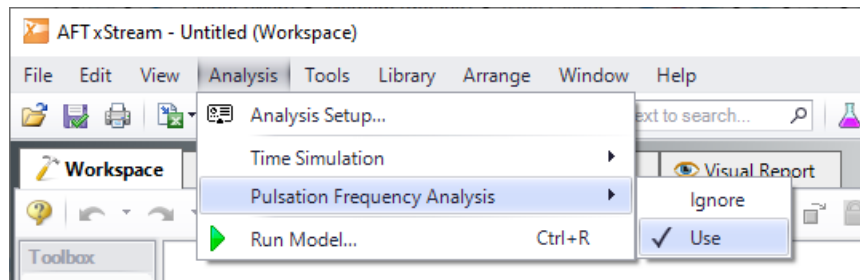 AFT xStream - Untitled (Workspace)
File Edit View Analysis Tools Library Arrange Window Help
Analysis Setup...
ext to search...
Workspace
Time Simulation
Visual Report
Pulsation Frequency Analysis
Ignore
Run Model... Ctrl+R
Use
Toolbox